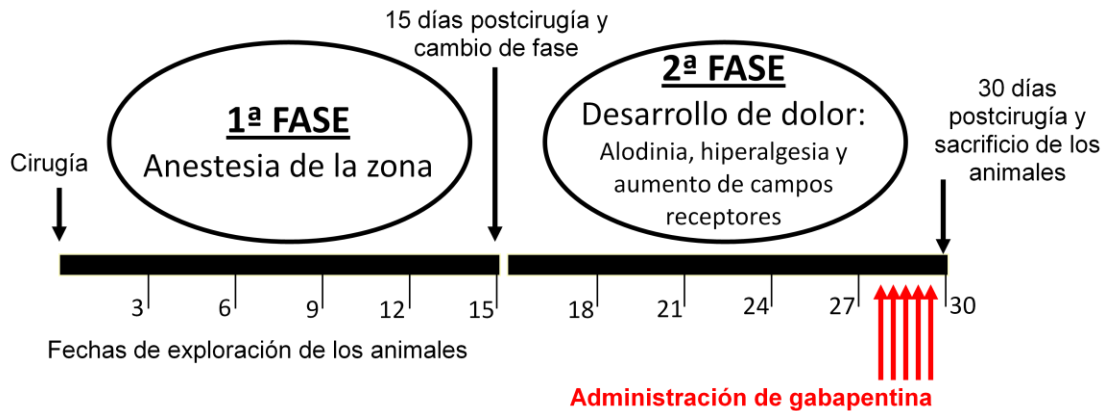 15 días postcirugía y
cambio de fase
1ª FASE
Anestesia de la zona
2ª FASE
Desarrollo de dolor:
Alodinia, hiperalgesia y
aumento de campos
receptores
30 días
postcirugía y
sacrificio de los
animales
Cirugía
3 6 9 12 15 18 21 24 27 30
Fechas de exploración de los animales
Administración de gabapentina